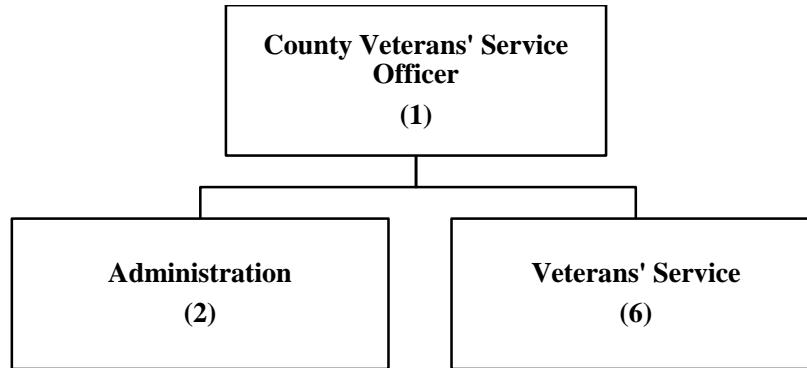 County Veterans' Service
Officer
(1)
Administration
(2)
Veterans' Service
(6)